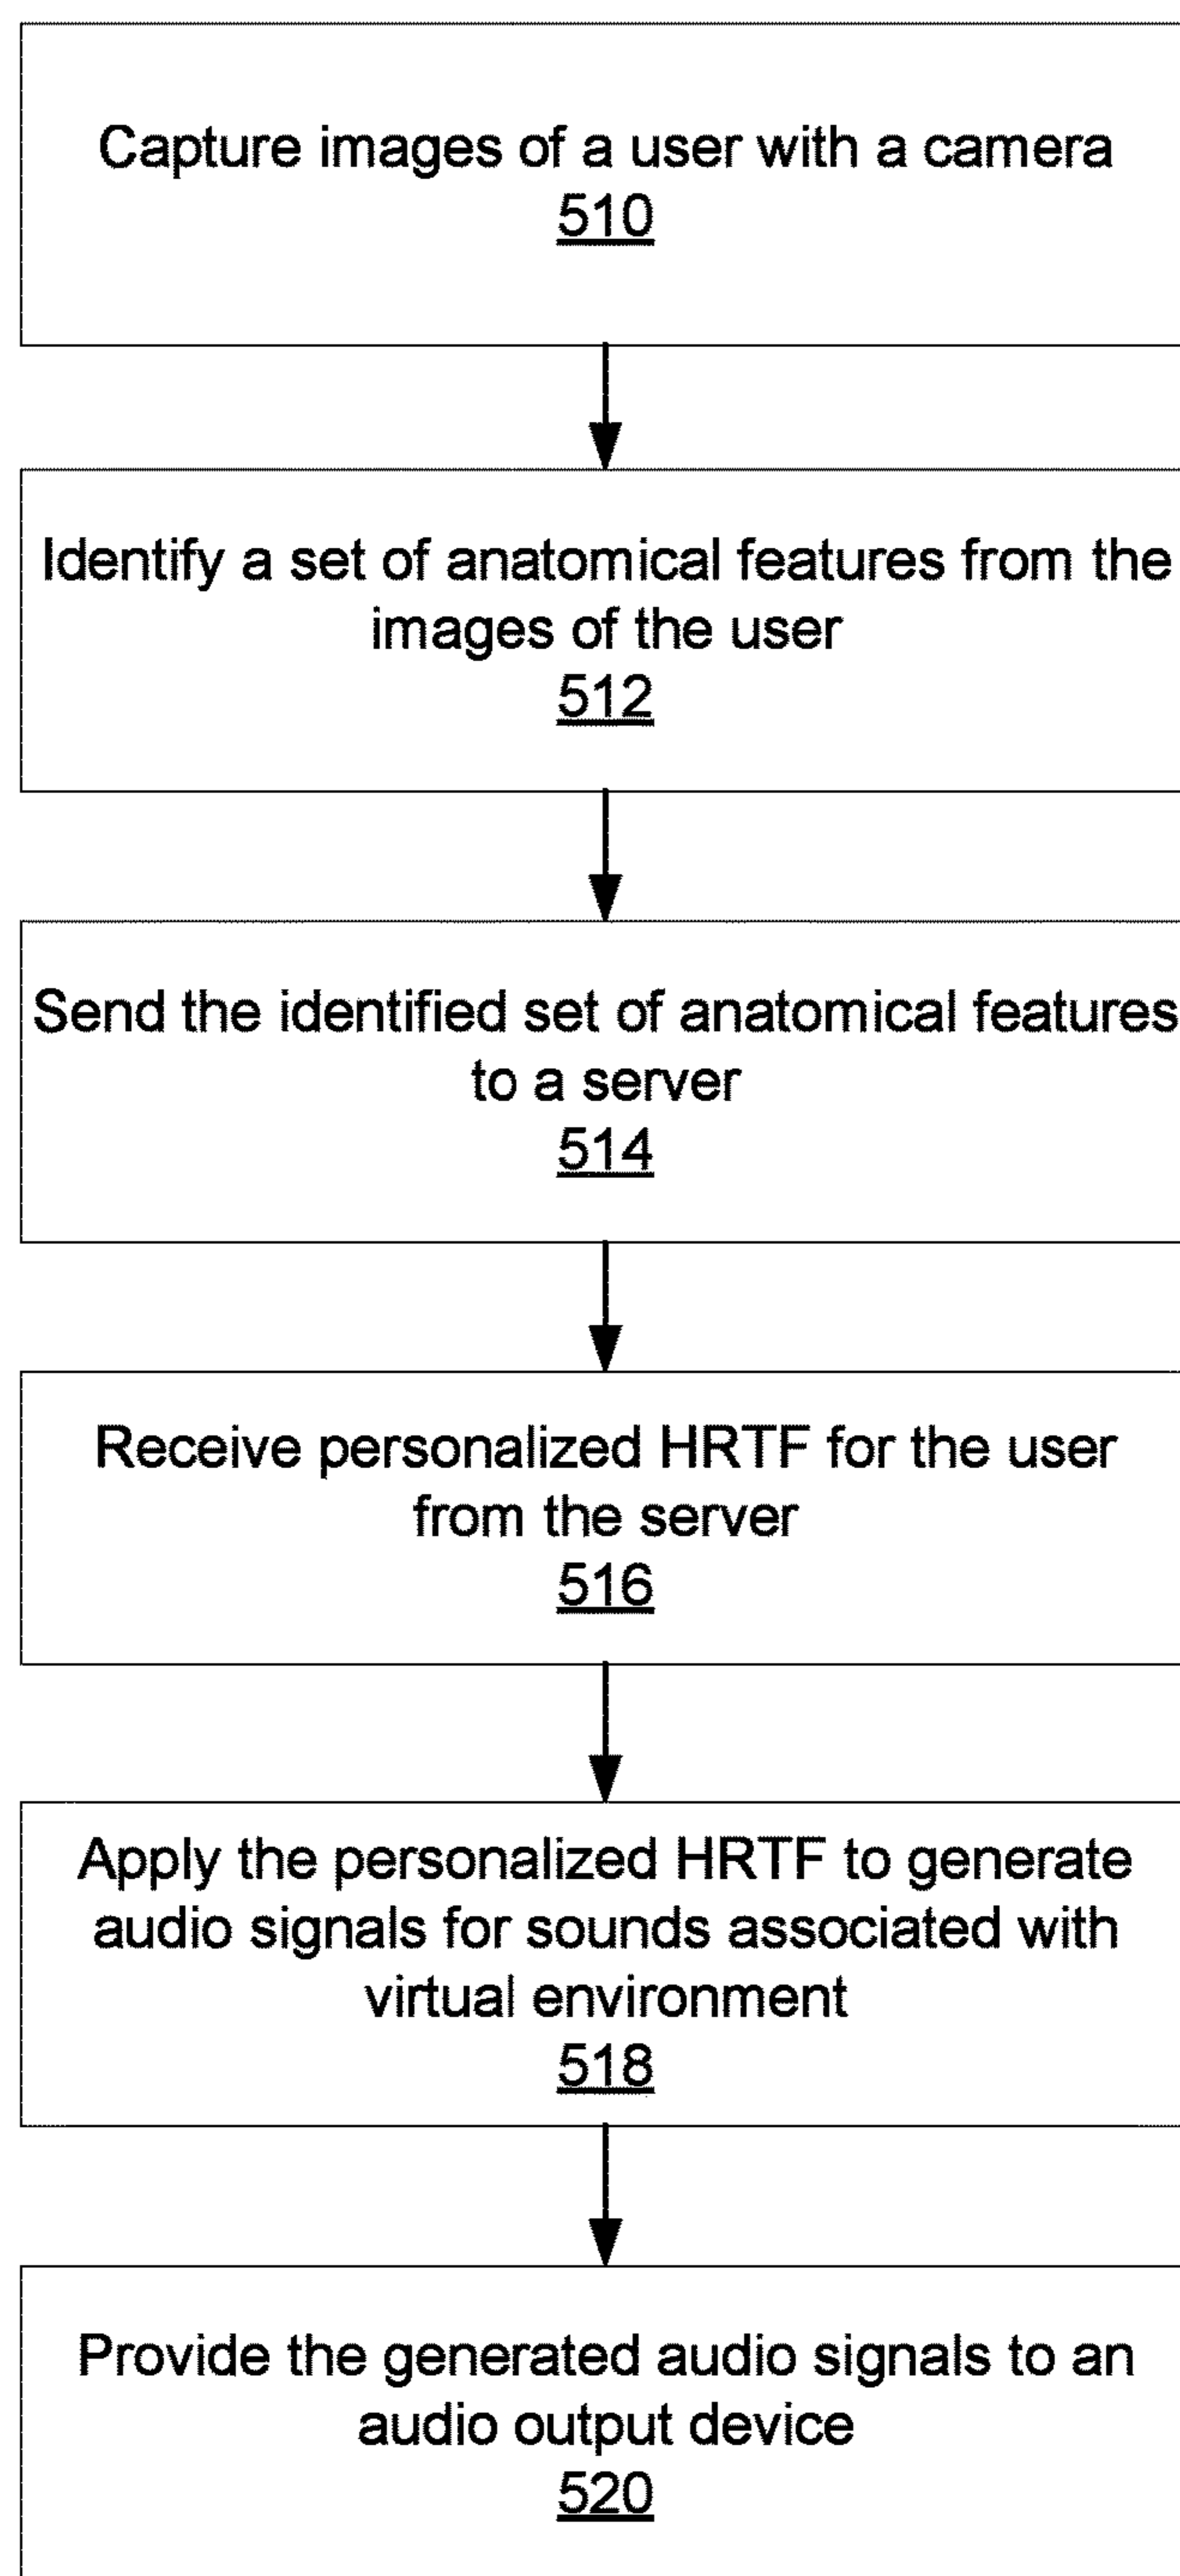 Capture images of a user with a camera
510
Identify a set of anatomical features from the
images of the user
512
Send the identified set of anatomical features
to a server
514
Receive personalized HRTF for the user
from the server
516
Apply the personalized HRTF to generate
audio signals for sounds associated with
virtual environment
518
Provide the generated audio signals to an
audio output device
520